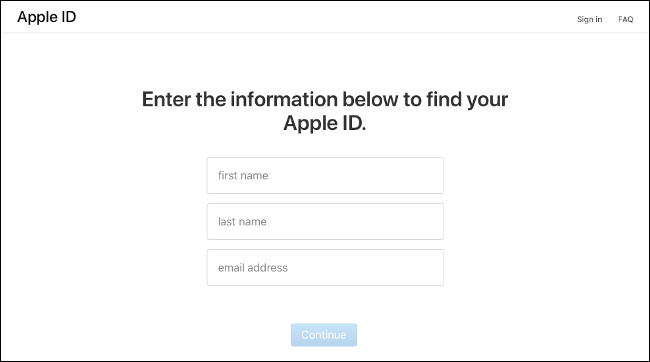 Apple ID
Sign in FAQ
Enter the information below to find your
Apple ID.
first name
last name
email address
Continue